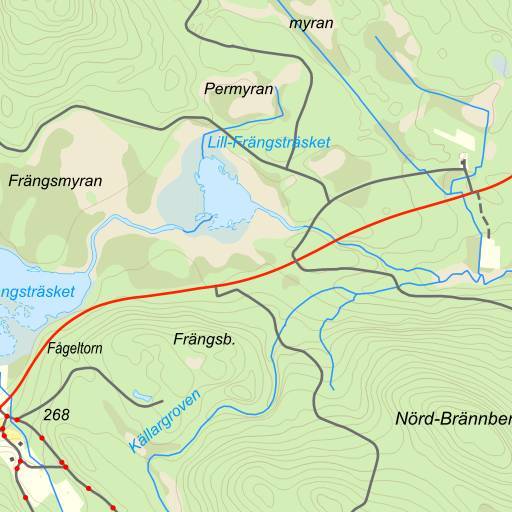 myran
Permyran
Lill-Frängsträsket
Frängsmyran
ngsträsket
Fågeltorn
Frängsb.
268
Källargroven
Nörd-Brännber